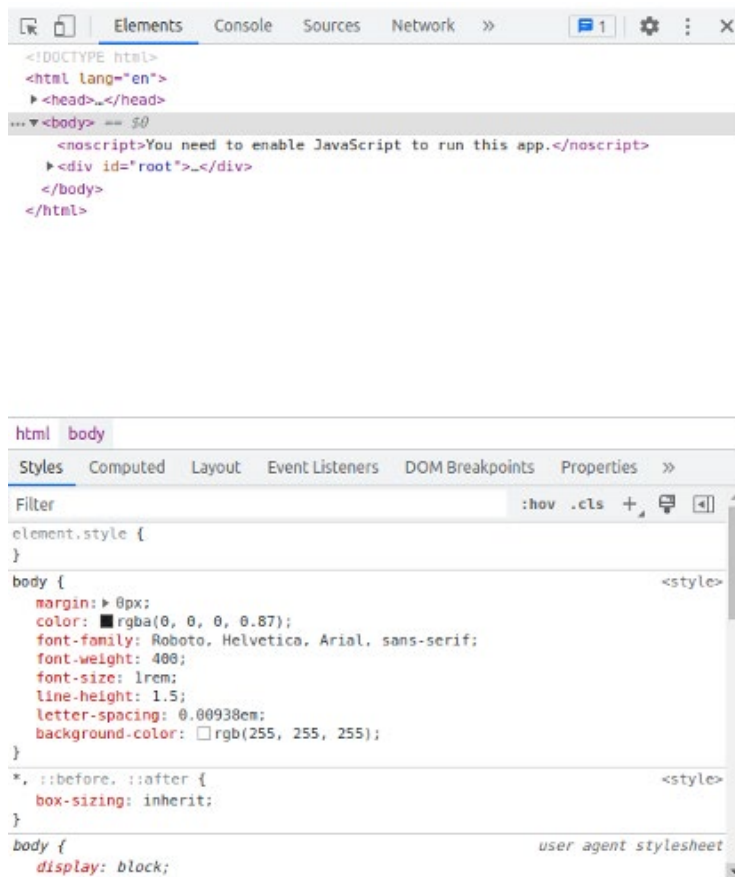 Elements Console Sources Network » 1
<!DOCTYPE html>
<html lang="en">
<head>…</head>
… <body> == $0
<noscript>You need to enable JavaScript to run this app.</noscript>
<div id="root">…</div>
</body>
</html>
html body
Styles Computed Layout Event Listeners DOM Breakpoints Properties »
Filter :hov .cls +
element.style {
}
body { <style>
margin: 0px;
color: rgba(0, 0, 0, 0.87);
font-family: Roboto, Helvetica, Arial, sans-serif;
font-weight: 400;
font-size: 1rem;
line-height: 1.5;
letter-spacing: 0.00938em;
background-color: rgb(255, 255, 255);
}
*, ::before, ::after { <style>
box-sizing: inherit;
}
body { user agent stylesheet
display: block;